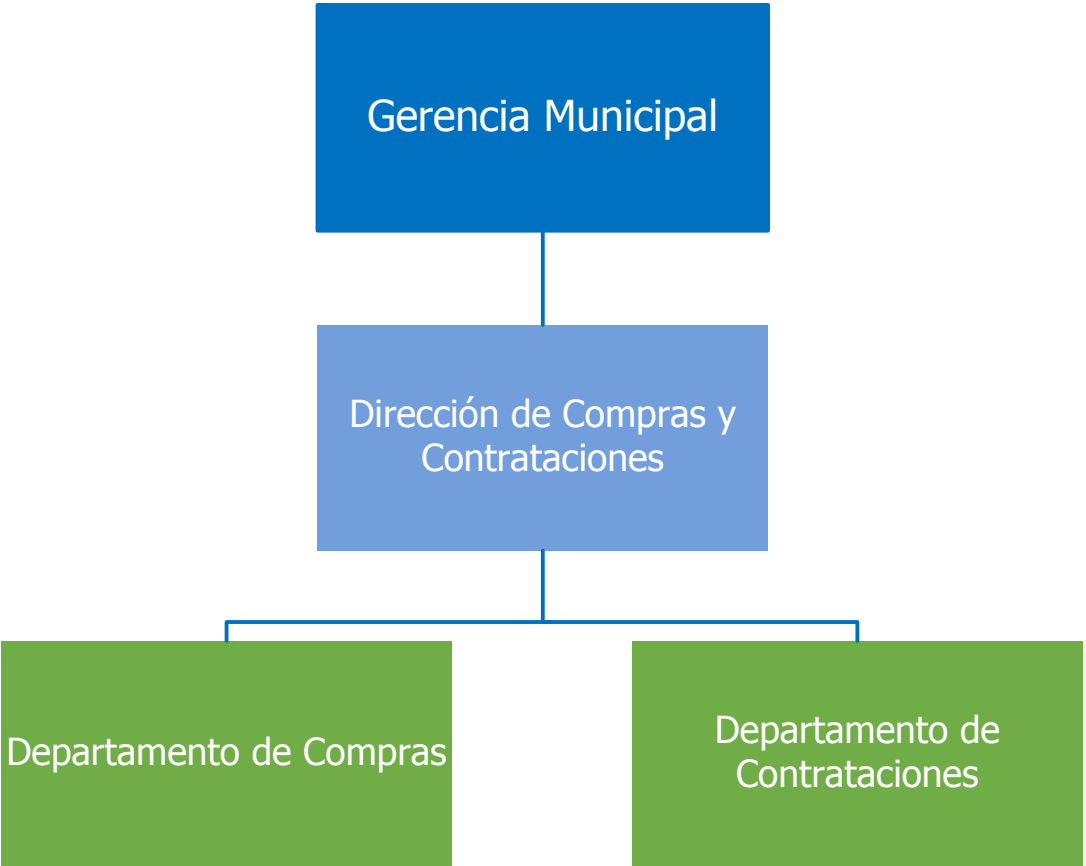 Gerencia Municipal
Dirección de Compras y
Contrataciones
Departamento de Compras
Departamento de
Contrataciones